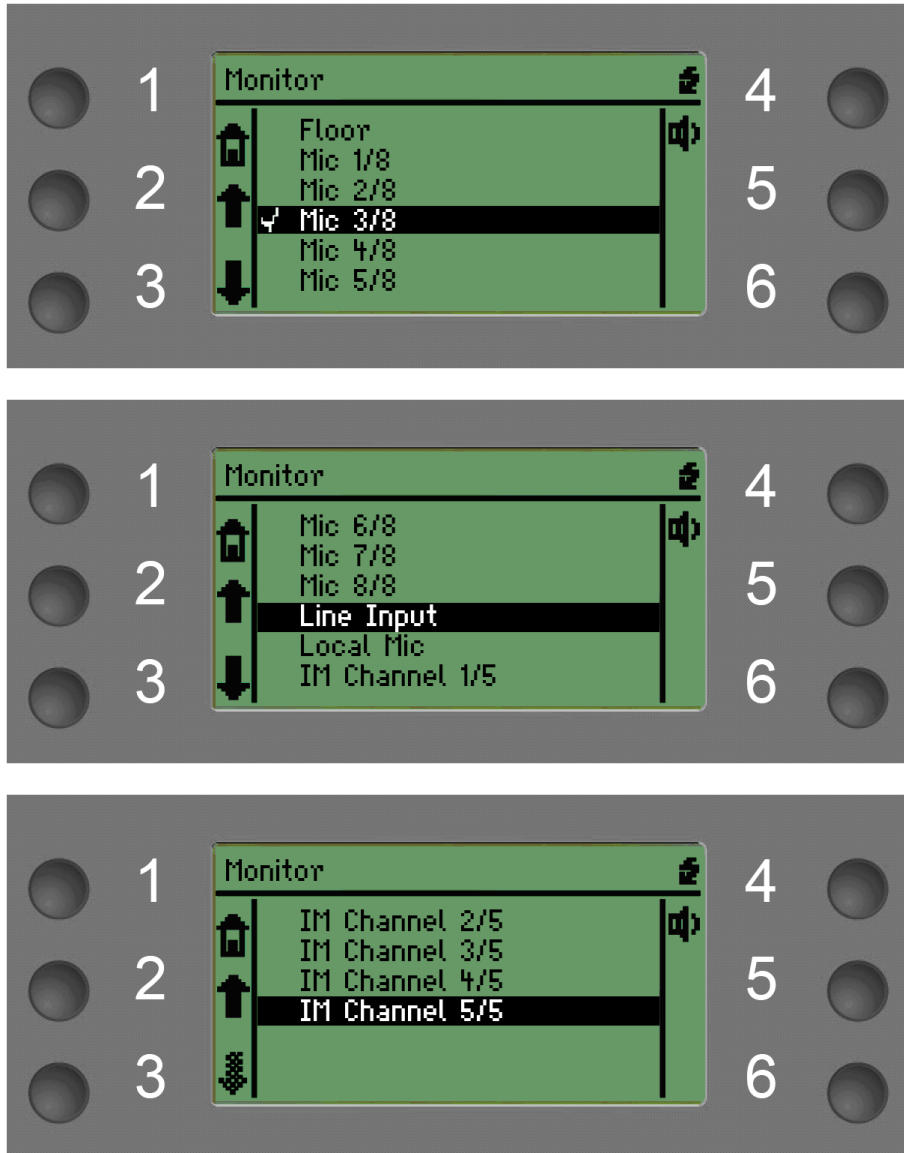 1
4
Monitor
Floor
Mic 1/8
2
5
Mic 2/8
Mic 3/8
Mic 4/8
3
6
Mic 5/8
1
4
Monitor
Mic 6/8
Mic 7/8
2
5
Mic 8/8
Line Input
Local Mic
3
6
IM Channel 1/5
1
4
Monitor
IM Channel 2/5
IM Channel 3/5
2
5
IM Channel 4/5
IM Channel 5/5
3
6